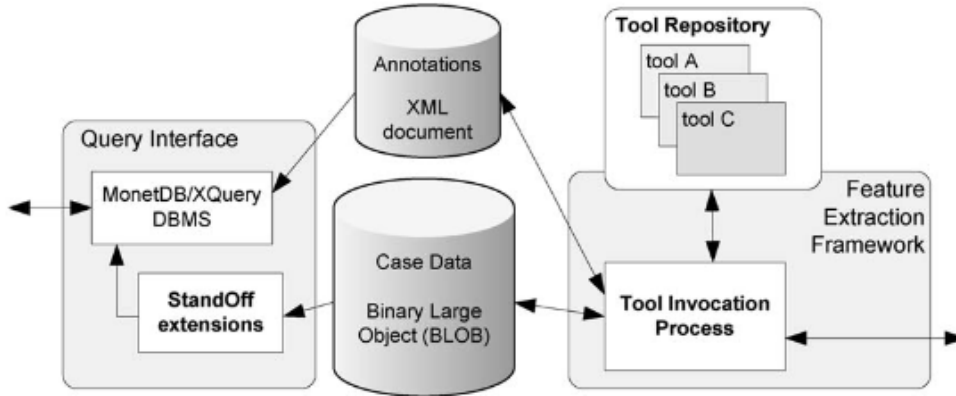 Query Interface
MonetDB/XQuery
DBMS
StandOff
extensions
Annotations
XML
document
Case Data
Binary Large
Object (BLOB)
Tool Repository
tool A
tool B
tool C
Feature
Extraction
Framework
Tool Invocation
Process